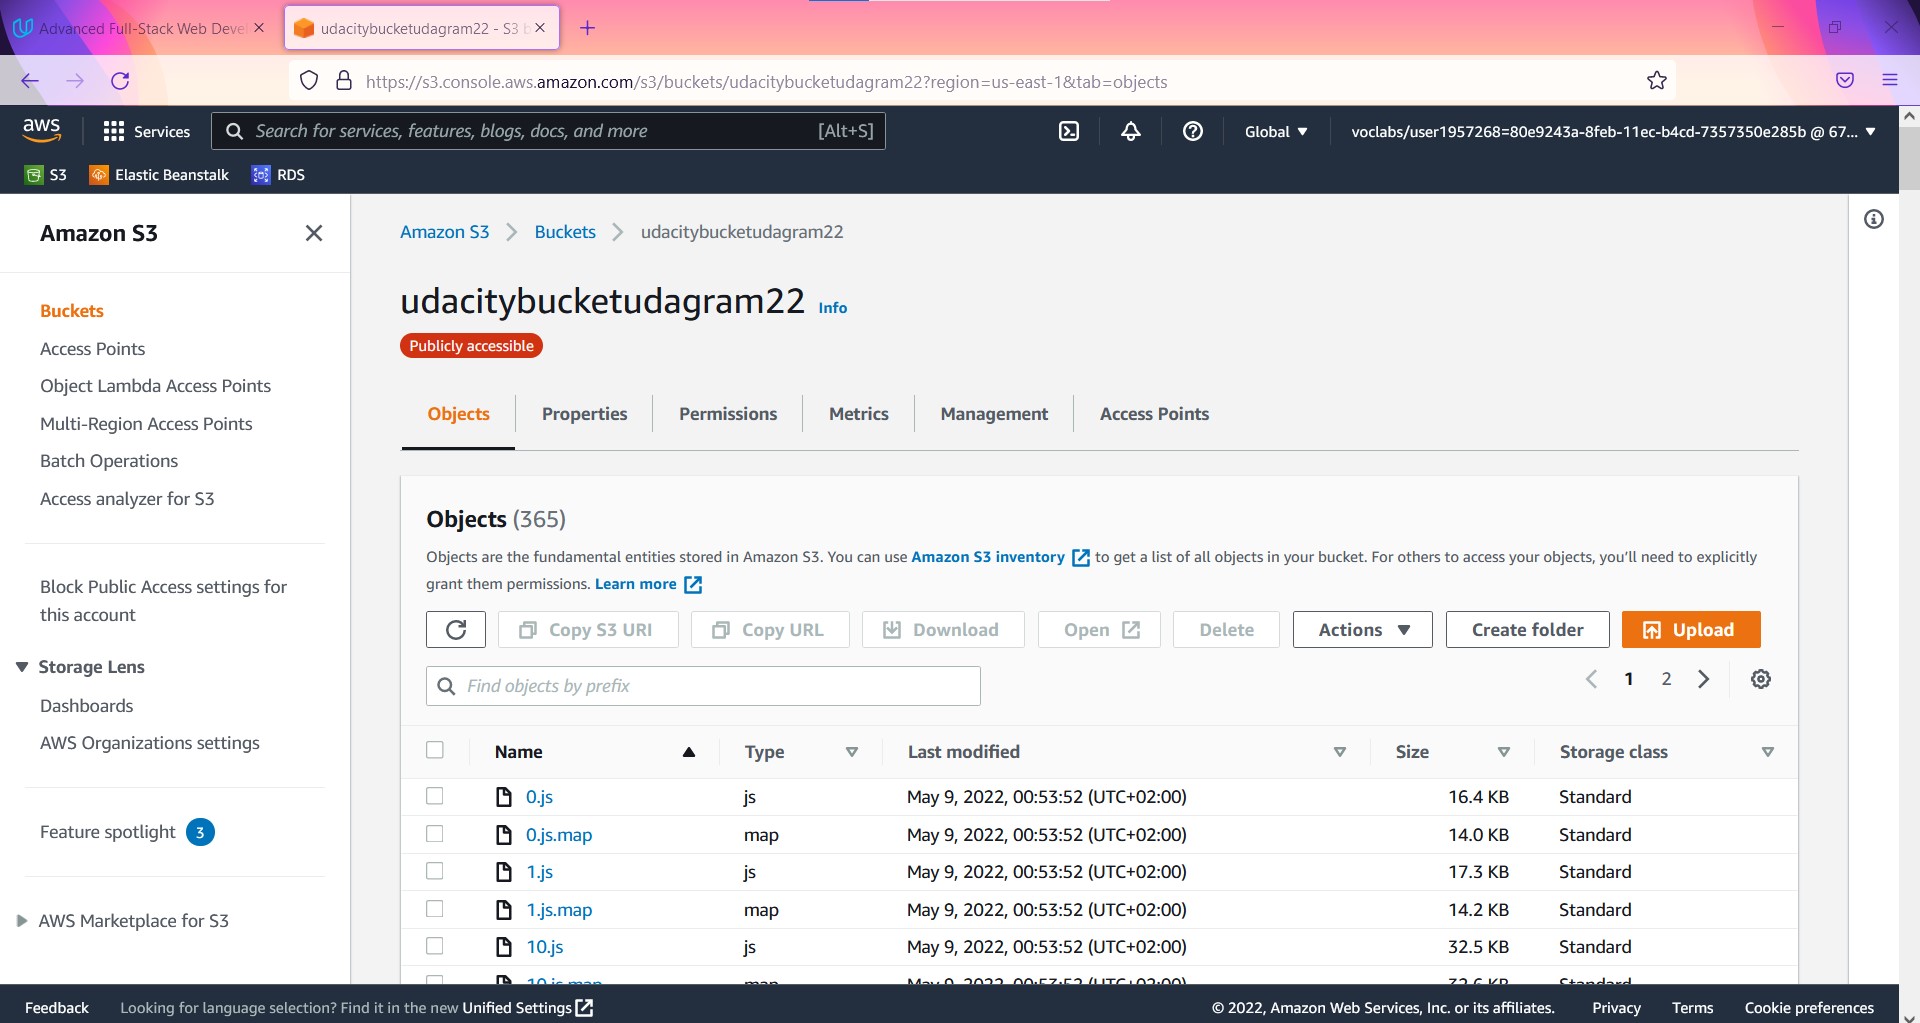 Advanced Full-Stack Web Devel
udacitybucketudagram22 - S3 b
https://s3.console.aws.amazon.com/s3/buckets/udacitybucketudagram22?region=us-east-1&tab=objects
aws
Services
Search for services, features, blogs, docs, and more
[Alt+S]
Global
voclabs/user1957268=80e9243a-8feb-11ec-b4cd-7357350e285b @ 67...
S3
Elastic Beanstalk
RDS
Amazon S3
Buckets
Access Points
Object Lambda Access Points
Multi-Region Access Points
Batch Operations
Access analyzer for S3
Block Public Access settings for
this account
Storage Lens
Dashboards
AWS Organizations settings
Feature spotlight 3
AWS Marketplace for S3
Amazon S3 > Buckets > udacitybucketudagram22
udacitybucketudagram22 Info
Publicly accessible
Objects
Properties
Permissions
Metrics
Management
Access Points
Objects (365)
Objects are the fundamental entities stored in Amazon S3. You can use Amazon S3 inventory to get a list of all objects in your bucket. For others to access your objects, you'll need to explicitly
grant them permissions. Learn more
Copy S3 URI
Copy URL
Download
Open
Delete
Actions
Create folder
Upload
Find objects by prefix
1 2
Name Type Last modified Size Storage class
0.js js May 9, 2022, 00:53:52 (UTC+02:00) 16.4 KB Standard
0.js.map map May 9, 2022, 00:53:52 (UTC+02:00) 14.0 KB Standard
1.js js May 9, 2022, 00:53:52 (UTC+02:00) 17.3 KB Standard
1.js.map map May 9, 2022, 00:53:52 (UTC+02:00) 14.2 KB Standard
10.js js May 9, 2022, 00:53:52 (UTC+02:00) 32.5 KB Standard
Feedback
Looking for language selection? Find it in the new Unified Settings
© 2022, Amazon Web Services, Inc. or its affiliates.
Privacy
Terms
Cookie preferences